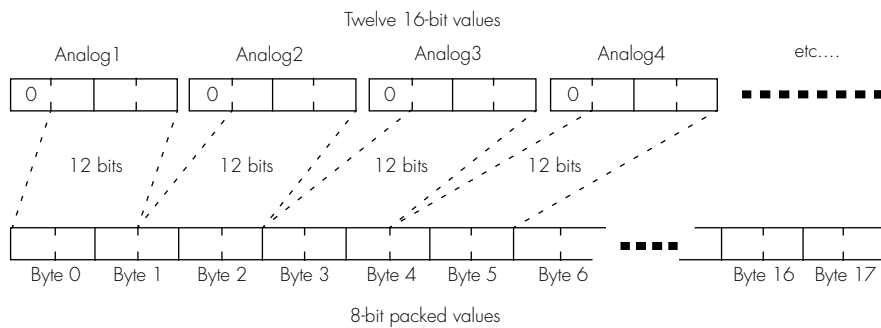 Twelve 16-bit values
Analog1 Analog2 Analog3 Analog4 etc....
0 0 0 0
12 bits 12 bits 12 bits 12 bits
Byte 0 Byte 1 Byte 2 Byte 3 Byte 4 Byte 5 Byte 6 Byte 16 Byte 17
8-bit packed values